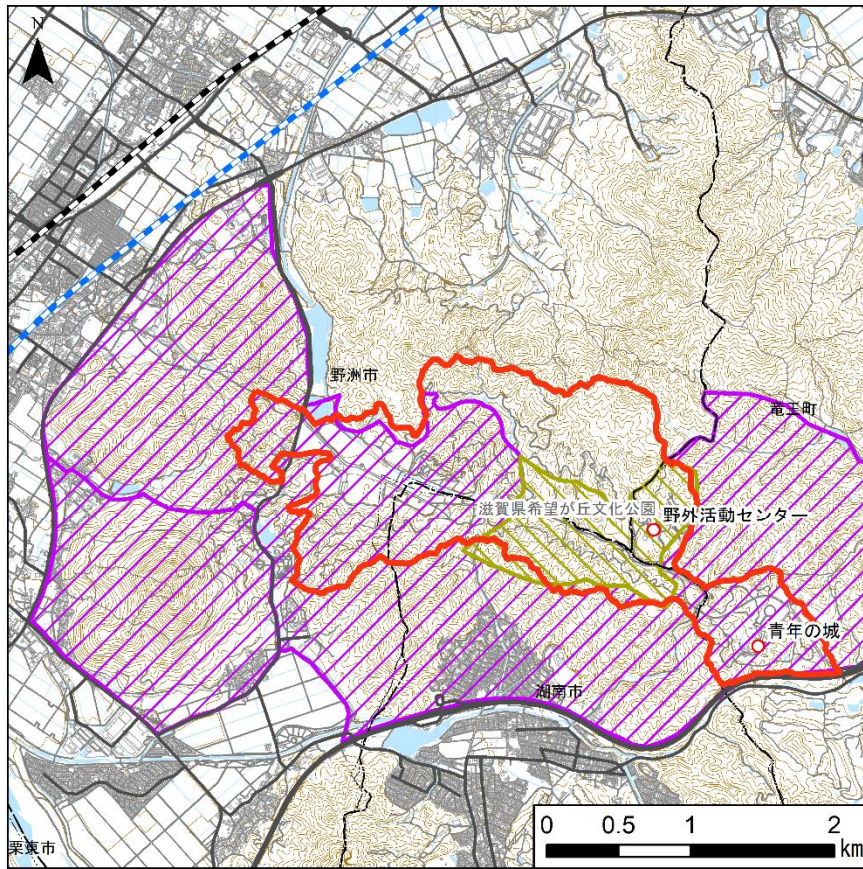 N
野洲市
竜王町
滋賀県希望が丘文化公園
野外活動センター
青年の城
湖南市
栗東市
0 0.5 1 2
km